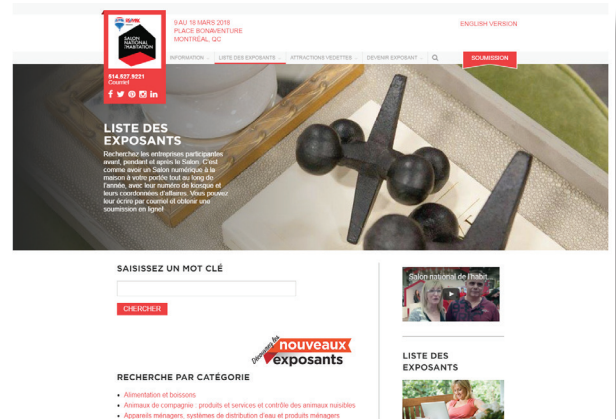 RE/MAX
SALON
NATIONAL
DE L'HABITATION
9 AU 18 MARS 2018
PLACE BONAVENTURE
MONTRÉAL, QC
ENGLISH VERSION
INFORMATION
LISTE DES EXPOSANTS
ATTRACTIONS VEDETTES
DEVENIR EXPOSANT
SOUMISSION
514.527.9221
Courriel
LISTE DES
EXPOSANTS
Recherchez les entreprises participantes
avant, pendant et après le Salon. C'est
comme avoir un Salon numérique à la
maison à votre portée tout au long de
l'année, avec leur numéro de kiosque et
leurs coordonnées d'affaires. Vous pouvez
leur écrire par courriel et obtenir une
soumission en ligne!
SAISISSEZ UN MOT CLÉ
CHERCHER
Découvrez les
nouveaux
exposants
RECHERCHE PAR CATÉGORIE
Alimentation et boissons
Animaux de compagnie : produits et services et contrôle des animaux nuisibles
Appareils ménagers, systèmes de distribution d'eau et produits ménagers
Salon national de l'habit...
LISTE DES
EXPOSANTS